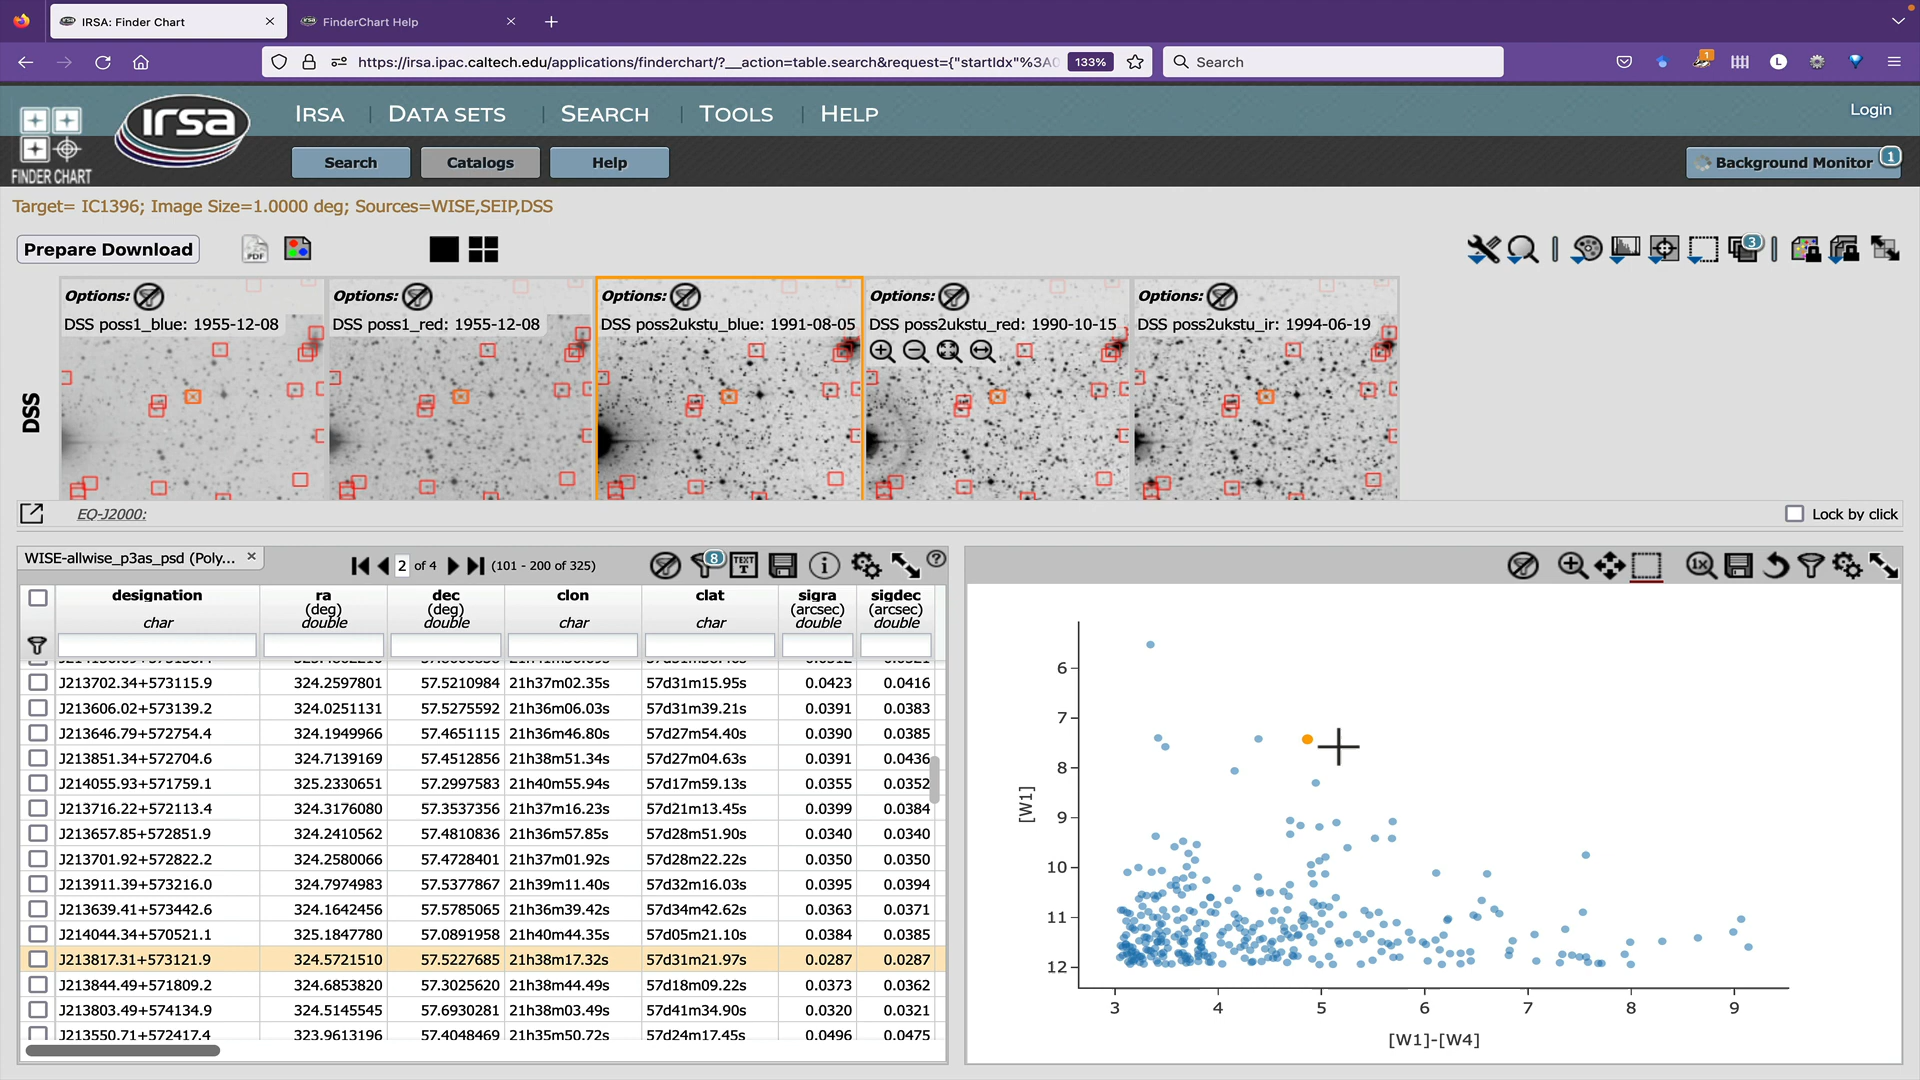 IRSA: Finder Chart
FinderChart Help
https://irsa.ipac.caltech.edu/applications/finderchart/?__action=table.search&request={"startIdx"%3A0
133%
Search
IRSA
DATA SETS
SEARCH
TOOLS
HELP
Login
irsa
FINDER CHART
Search
Catalogs
Help
Background Monitor
1
Target= IC1396; Image Size=1.0000 deg; Sources=WISE,SEIP,DSS
Prepare Download
PDF
3
Options:
Options:
Options:
Options:
Options:
DSS poss1_blue: 1955-12-08
DSS poss1_red: 1955-12-08
DSS poss2ukstu_blue: 1991-08-05
DSS poss2ukstu_red: 1990-10-15
DSS poss2ukstu_ir: 1994-06-19
DSS
EQ-J2000:
Lock by click
WISE-allwise_p3as_psd (Poly...
2 of 4 (101 - 200 of 325)
8
TEXT
T
1x
designation ra dec clon clat sigra sigdec
(deg) (deg) (arcsec) (arcsec)
char double double char char double double
J213702.34+573115.9 324.2597801 57.5210984 21h37m02.35s 57d31m15.95s 0.0423 0.0416
J213606.02+573139.2 324.0251131 57.5275592 21h36m06.03s 57d31m39.21s 0.0391 0.0383
J213646.79+572754.4 324.1949966 57.4651115 21h36m46.80s 57d27m54.40s 0.0390 0.0385
J213851.34+572704.6 324.7139169 57.4512856 21h38m51.34s 57d27m04.63s 0.0391 0.0436
J214055.93+571759.1 325.2330651 57.2997583 21h40m55.94s 57d17m59.13s 0.0355 0.0352
J213716.22+572113.4 324.3176080 57.3537356 21h37m16.23s 57d21m13.45s 0.0399 0.0384
J213657.85+572851.9 324.2410562 57.4810836 21h36m57.85s 57d28m51.90s 0.0340 0.0340
J213701.92+572822.2 324.2580066 57.4728401 21h37m01.92s 57d28m22.22s 0.0350 0.0350
J213911.39+573216.0 324.7974983 57.5377867 21h39m11.40s 57d32m16.03s 0.0395 0.0394
J213639.41+573442.6 324.1642456 57.5785065 21h36m39.42s 57d34m42.62s 0.0363 0.0371
J214044.34+570521.1 325.1847780 57.0891958 21h40m44.35s 57d05m21.10s 0.0384 0.0385
J213817.31+573121.9 324.5721510 57.5227685 21h38m17.32s 57d31m21.97s 0.0287 0.0287
J213844.49+571809.2 324.6853820 57.3025620 21h38m44.49s 57d18m09.22s 0.0373 0.0362
J213803.49+574134.9 324.5145545 57.6930281 21h38m03.49s 57d41m34.90s 0.0320 0.0321
J213550.71+572417.4 323.9613196 57.4048469 21h35m50.72s 57d24m17.45s 0.0496 0.0475
6
7
8
9
10
11
12
[W1]
3 4 5 6 7 8 9
[W1]-[W4]